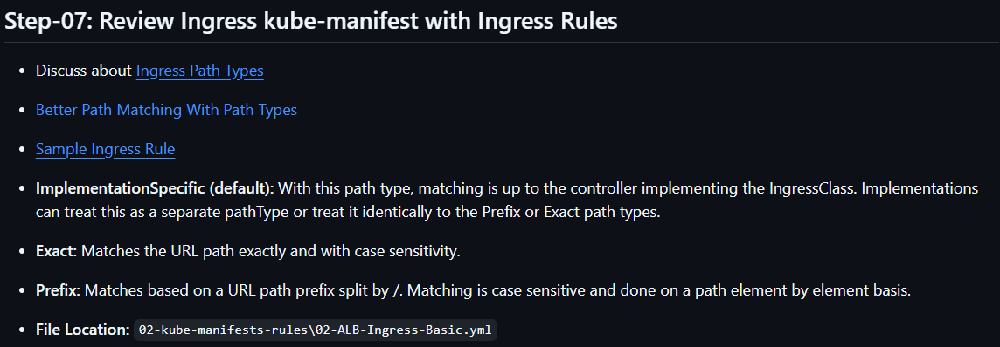 Step-07: Review Ingress kube-manifest with Ingress Rules
• Discuss about Ingress Path Types
• Better Path Matching With Path Types
• Sample Ingress Rule
• ImplementationSpecific (default): With this path type, matching is up to the controller implementing the IngressClass. Implementations
can treat this as a separate pathType or treat it identically to the Prefix or Exact path types.
• Exact: Matches the URL path exactly and with case sensitivity.
• Prefix: Matches based on a URL path prefix split by /. Matching is case sensitive and done on a path element by element basis.
• File Location: 02-kube-manifests-rules\02-ALB-Ingress-Basic.yml